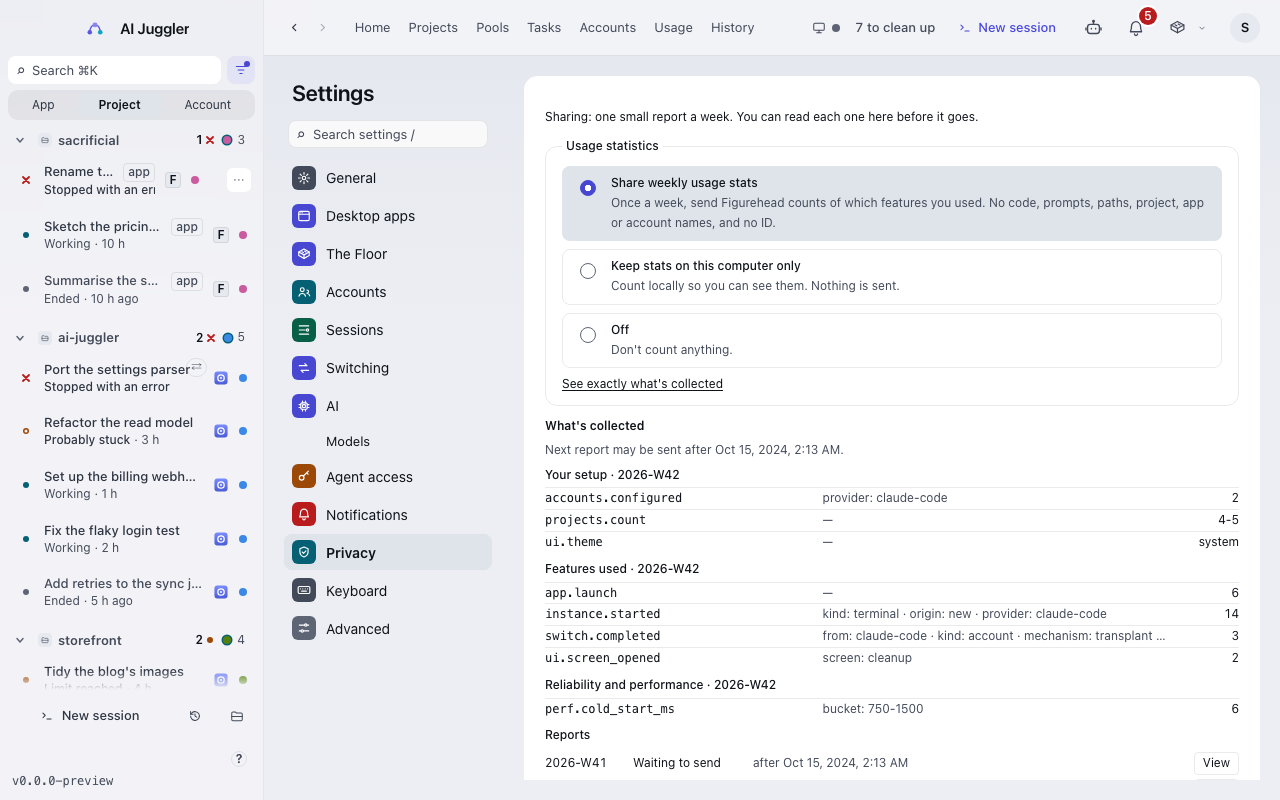 AI Juggler
Search ⌘K
App Project Account
sacrificial 1 3
Rename t... app F
Stopped with an err
Sketch the pricin... app F
Working · 10 h
Summarise the s... app F
Ended · 10 h ago
ai-juggler 2 5
Port the settings parser
Stopped with an error
Refactor the read model
Probably stuck · 3 h
Set up the billing webh...
Working · 1 h
Fix the flaky login test
Working · 2 h
Add retries to the sync j...
Ended · 5 h ago
storefront 2 4
Tidy the blog's images
Limit reached · 4 h
New session
?
v0.0.0-preview
Home Projects Pools Tasks Accounts Usage History
7 to clean up
New session
5
S
Settings
Search settings /
General
Desktop apps
The Floor
Accounts
Sessions
Switching
AI
Models
Agent access
Notifications
Privacy
Keyboard
Advanced
Sharing: one small report a week. You can read each one here before it goes.
Usage statistics
Share weekly usage stats
Once a week, send Figurehead counts of which features you used. No code, prompts, paths, project, app
or account names, and no ID.
Keep stats on this computer only
Count locally so you can see them. Nothing is sent.
Off
Don't count anything.
See exactly what's collected
What's collected
Next report may be sent after Oct 15, 2024, 2:13 AM.
Your setup · 2026-W42
accounts.configured provider: claude-code 2
projects.count — 4-5
ui.theme — system
Features used · 2026-W42
app.launch — 6
instance.started kind: terminal · origin: new · provider: claude-code 14
switch.completed from: claude-code · kind: account · mechanism: transplant ... 3
ui.screen_opened screen: cleanup 2
Reliability and performance · 2026-W42
perf.cold_start_ms bucket: 750-1500 6
Reports
2026-W41 Waiting to send after Oct 15, 2024, 2:13 AM View